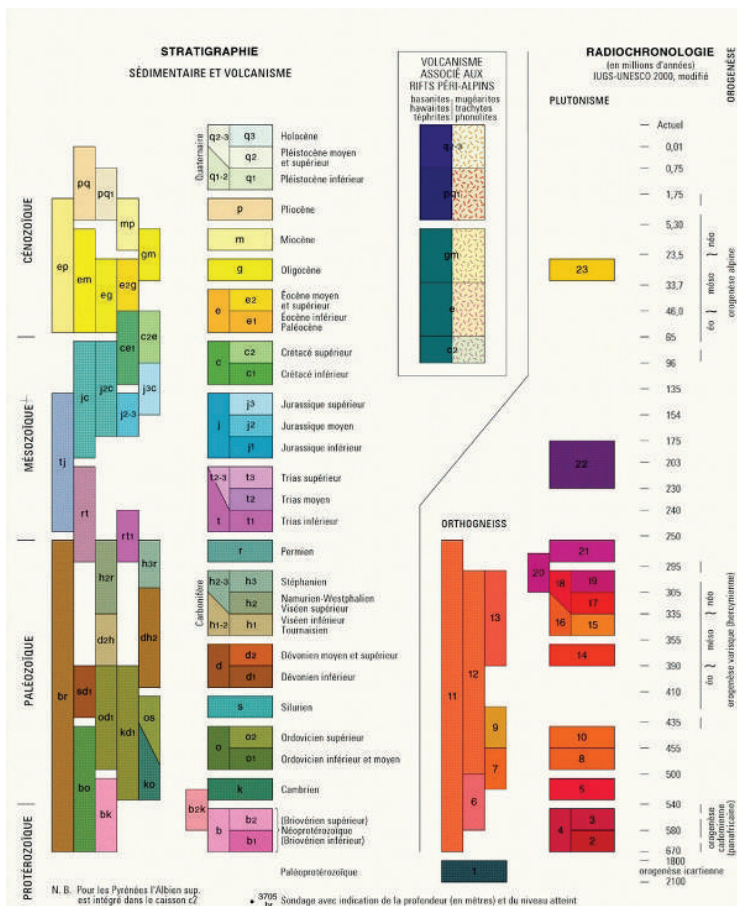 STRATIGRAPHIE
SÉDIMENTAIRE ET VOLCANISME
VOLCANISME
ASSOCIÉ AUX
RIFTS PÉRI-ALPINS
basanites mugéarites
hawaiites trachytes
téphrites phonolites
RADIOCHRONOLOGIE
(en millions d'années)
IUGS-UNESCO 2000, modifié
PLUTONISME
OROGENÈSE
CÉNOZOÏQUE
MÉSOZOÏQUE
PALÉOZOÏQUE
PROTÉROZOÏQUE
pq
pq1
mp
ep
em
eg
e2g
gm
ce1
c2e
jc
j2c
j2-3
j3c
tj
rt
rt1
h2r
h3r
d2h
dh2
br
sd1
od1
kd1
os
bo
bk
ko
b2k
Quaternaire
q2-3 q3 Holocène
q2 Pléistocène moyen
et supérieur
q1-2 q1 Pléistocène inférieur
p Pliocène
m Miocène
g Oligocène
e e2 Éocène moyen
et supérieur
e1 Éocène inférieur
Paléocène
c c2 Crétacé supérieur
c1 Crétacé inférieur
j j3 Jurassique supérieur
j2 Jurassique moyen
j1 Jurassique inférieur
t2-3 t3 Trias supérieur
t2 Trias moyen
t t1 Trias inférieur
r Permien
Carbonifère
h2-3 h3 Stéphanien
h2 Namurien-Westphalien
Viséen supérieur
h1-2 h1 Viséen inférieur
Tournaisien
d d2 Dévonien moyen et supérieur
d1 Dévonien inférieur
s Silurien
o o2 Ordovicien supérieur
o1 Ordovicien inférieur et moyen
k Cambrien
b b2 (Briovérien supérieur)
Néoprotérozoïque
b1 (Briovérien inférieur)
Paléoprotérozoïque
q2-3
pq1
gm
e
c2
ORTHOGNEISS
11
12
13
9
7
6
1
23
22
21
20
18
19
17
16
15
14
10
8
5
4
3
2
Actuel
0,01
0,75
1,75
5,30
23,5
33,7
46,0
65
96
135
154
175
203
230
240
250
295
305
335
355
390
410
435
455
500
540
580
670
1800
2100
éo } méso } néo
orogenèse alpine
éo } méso } néo
orogenèse varisque (hercynienne)
orogenèse
cadomienne
(panafricaine)
orogenèse icartienne
N. B. Pour les Pyrénées l'Albien sup.
est intégré dans le caisson c2
3705
br
Sondage avec indication de la profondeur (en mètres) et du niveau atteint